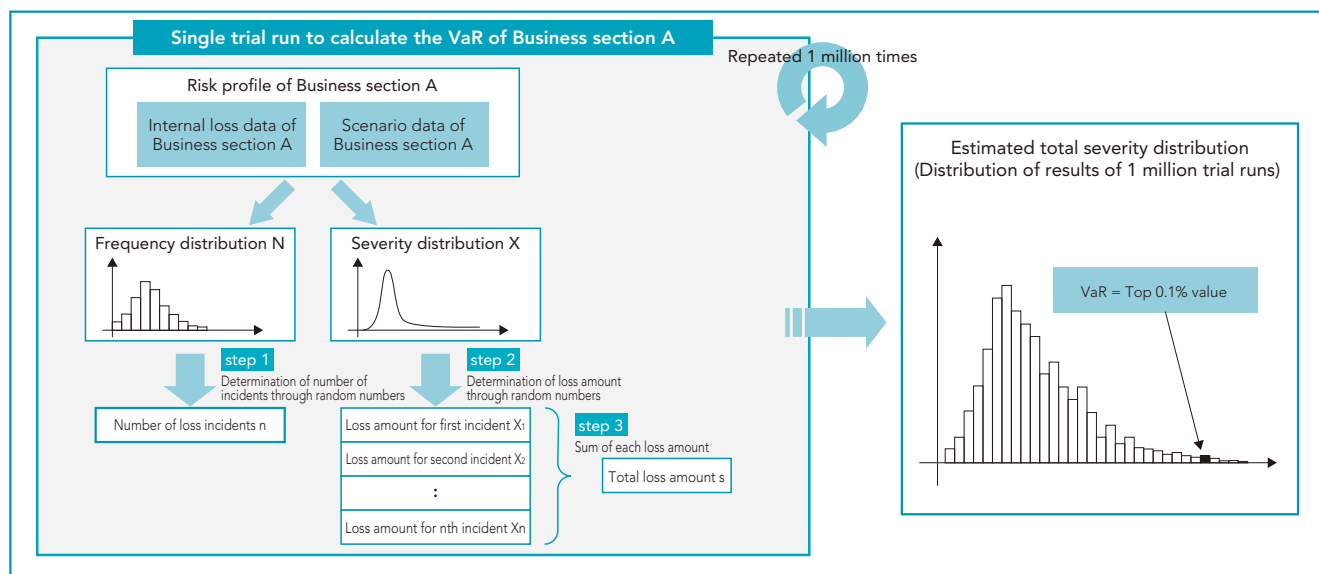 Single trial run to calculate the VaR of Business section A
Repeated 1 million times
Risk profile of Business section A
Internal loss data of
Business section A
Scenario data of
Business section A
Frequency distribution N
Severity distribution X
step 1
Determination of number of
incidents through random numbers
Number of loss incidents n
step 2
Determination of loss amount
through random numbers
Loss amount for first incident X1
Loss amount for second incident X2
:
Loss amount for nth incident Xn
step 3
Sum of each loss amount
Total loss amount s
Estimated total severity distribution
(Distribution of results of 1 million trial runs)
VaR = Top 0.1% value